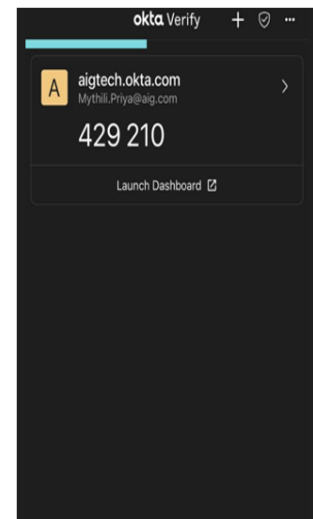 okta Verify
A
aigtech.okta.com
Mythili.Priya@aig.com
429 210
Launch Dashboard